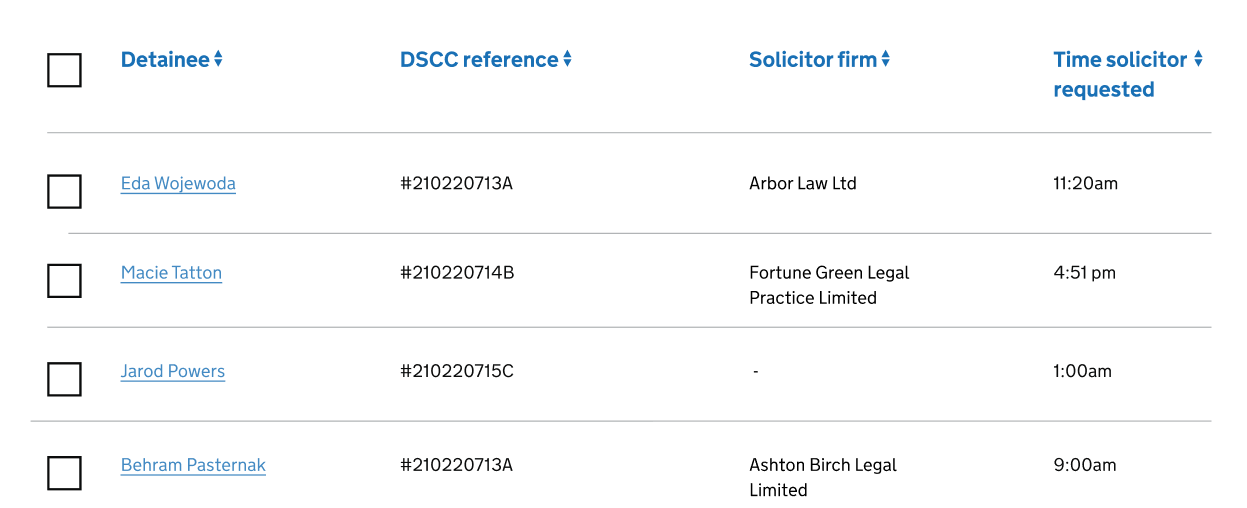 Detainee DSCC reference Solicitor firm Time solicitor
requested
Eda Wojewoda #210220713A Arbor Law Ltd 11:20am
Macie Tatton #210220714B Fortune Green Legal 4:51 pm
Practice Limited
Jarod Powers #210220715C - 1:00am
Behram Pasternak #210220713A Ashton Birch Legal 9:00am
Limited